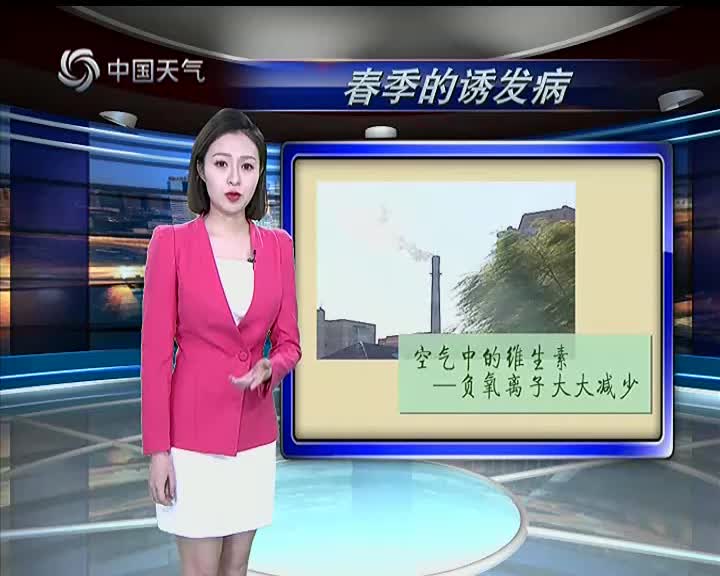 中国天气
春季的诱发病
空气中的维生素
—负氧离子大大减少